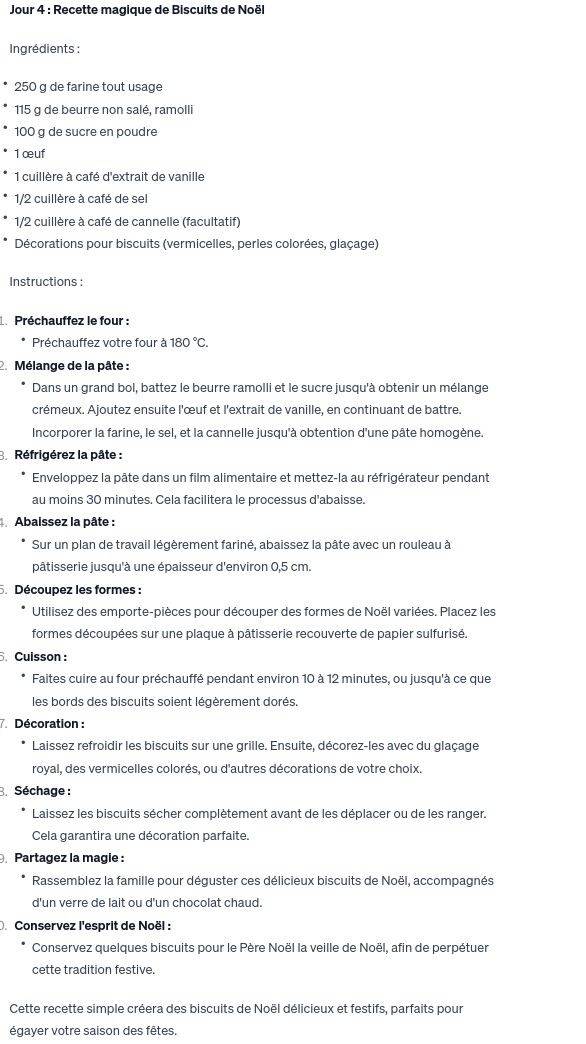 Jour 4 : Recette magique de Biscuits de Noël
Ingrédients :
• 250 g de farine tout usage
• 115 g de beurre non salé, ramolli
• 100 g de sucre en poudre
• 1 œuf
• 1 cuillère à café d'extrait de vanille
• 1/2 cuillère à café de sel
• 1/2 cuillère à café de cannelle (facultatif)
• Décorations pour biscuits (vermicelles, perles colorées, glaçage)
Instructions :
1. Préchauffez le four :
• Préchauffez votre four à 180 °C.
2. Mélange de la pâte :
• Dans un grand bol, battez le beurre ramolli et le sucre jusqu'à obtenir un mélange
crémeux. Ajoutez ensuite l'œuf et l'extrait de vanille, en continuant de battre.
Incorporer la farine, le sel, et la cannelle jusqu'à obtention d'une pâte homogène.
3. Réfrigérez la pâte :
• Enveloppez la pâte dans un film alimentaire et mettez-la au réfrigérateur pendant
au moins 30 minutes. Cela facilitera le processus d'abaisse.
4. Abaissez la pâte :
• Sur un plan de travail légèrement fariné, abaissez la pâte avec un rouleau à
pâtisserie jusqu'à une épaisseur d'environ 0,5 cm.
5. Découpez les formes :
• Utilisez des emporte-pièces pour découper des formes de Noël variées. Placez les
formes découpées sur une plaque à pâtisserie recouverte de papier sulfurisé.
6. Cuisson :
• Faites cuire au four préchauffé pendant environ 10 à 12 minutes, ou jusqu'à ce que
les bords des biscuits soient légèrement dorés.
7. Décoration :
• Laissez refroidir les biscuits sur une grille. Ensuite, décorez-les avec du glaçage
royal, des vermicelles colorés, ou d'autres décorations de votre choix.
8. Séchage :
• Laissez les biscuits sécher complètement avant de les déplacer ou de les ranger.
Cela garantira une décoration parfaite.
9. Partagez la magie :
• Rassemblez la famille pour déguster ces délicieux biscuits de Noël, accompagnés
d'un verre de lait ou d'un chocolat chaud.
0. Conservez l'esprit de Noël :
• Conservez quelques biscuits pour le Père Noël la veille de Noël, afin de perpétuer
cette tradition festive.
Cette recette simple créera des biscuits de Noël délicieux et festifs, parfaits pour
égayer votre saison des fêtes.